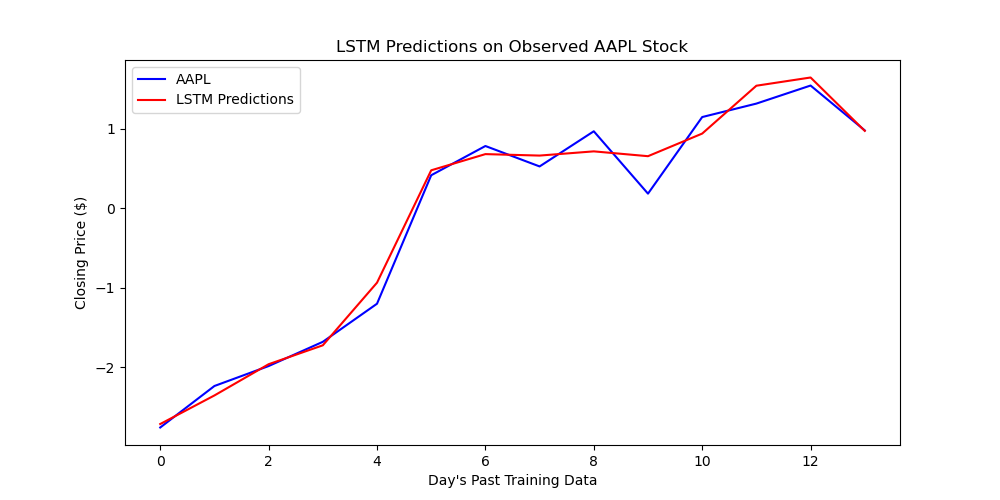 LSTM Predictions on Observed AAPL Stock
AAPL
LSTM Predictions
Closing Price ($)
1
0
−1
−2
0 2 4 6 8 10 12
Day's Past Training Data